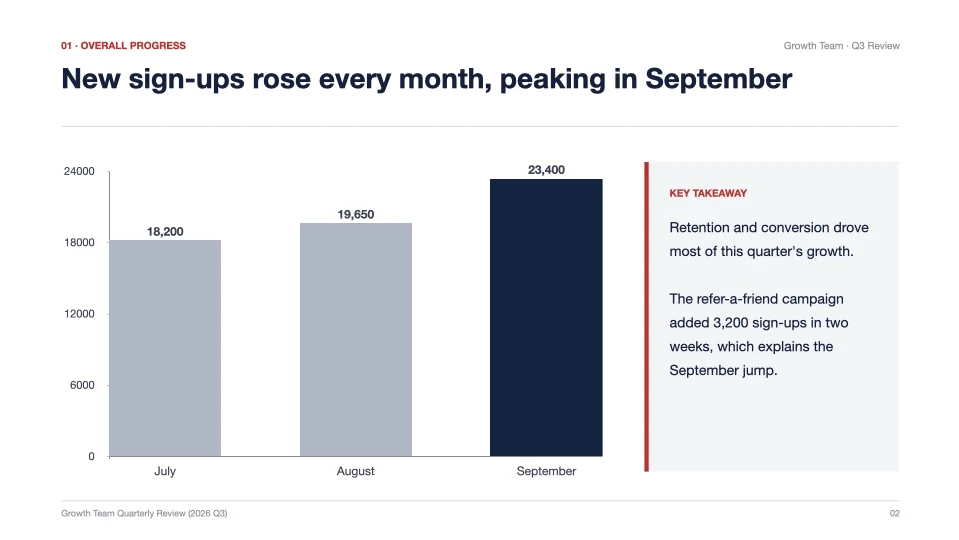 01 · OVERALL PROGRESS
Growth Team · Q3 Review
New sign-ups rose every month, peaking in September
24000
18000
12000
6000
0
18,200
19,650
23,400
July
August
September
KEY TAKEAWAY
Retention and conversion drove
most of this quarter's growth.
The refer-a-friend campaign
added 3,200 sign-ups in two
weeks, which explains the
September jump.
Growth Team Quarterly Review (2026 Q3)
02